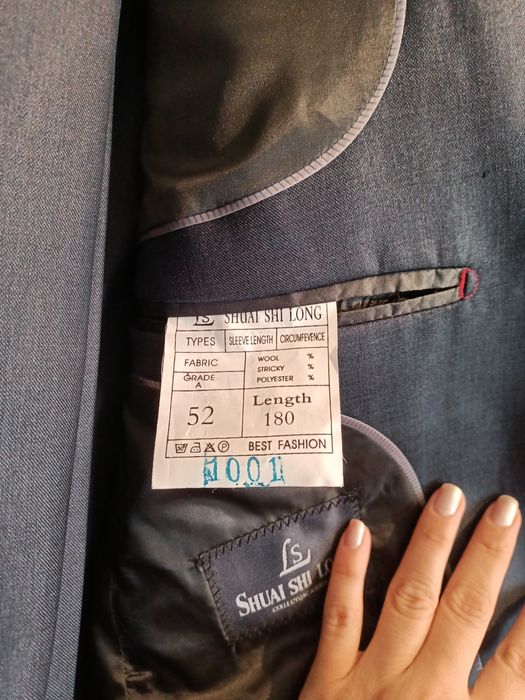 LS SHUAI SHI LONG
TYPES SLEEVE LENGTH CIRCUMFEVENCE
FABRIC
WOOL %
STRICKY %
POLYESTER %
GRADE
A
52
Length
180
BEST FASHION
1001
LS
SHUAI SHI LONG